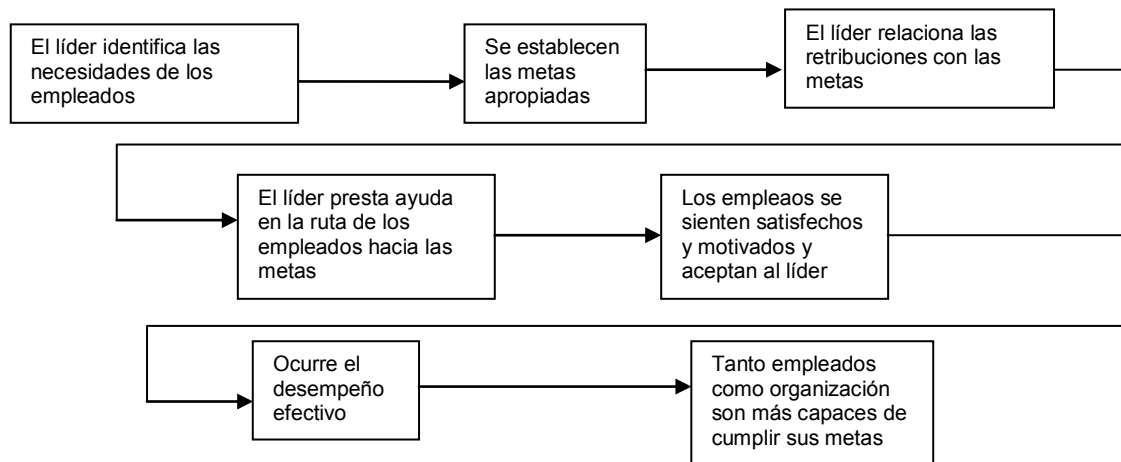 El líder identifica las
necesidades de los
empleados
Se establecen
las metas
apropiadas
El líder relaciona las
retribuciones con las
metas
El líder presta ayuda
en la ruta de los
empleados hacia las
metas
Los empleaos se
sienten satisfechos
y motivados y
aceptan al líder
Ocurre el
desempeño
efectivo
Tanto empleados
como organización
son más capaces de
cumplir sus metas